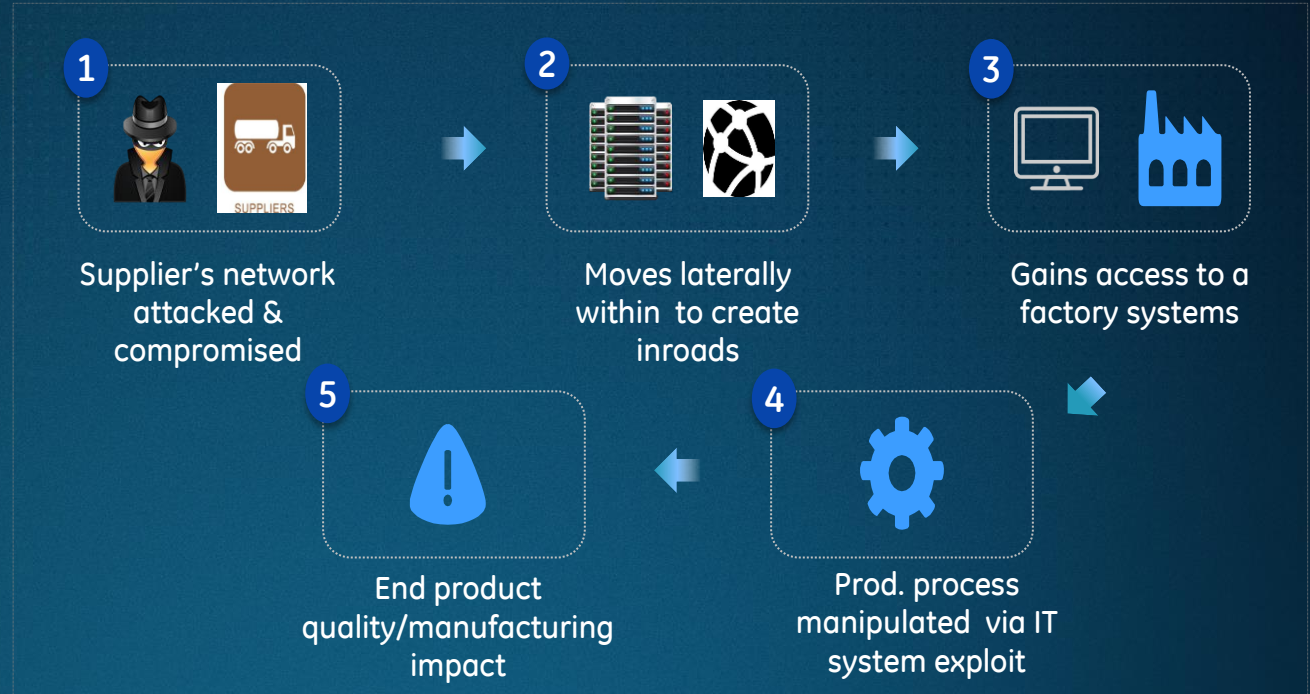 1
SUPPLIERS
Supplier's network
attacked &
compromised
2
Moves laterally
within  to create
inroads
3
Gains access to a
factory systems
4
Prod. process
manipulated  via IT
system exploit
5
End product
quality/manufacturing
impact